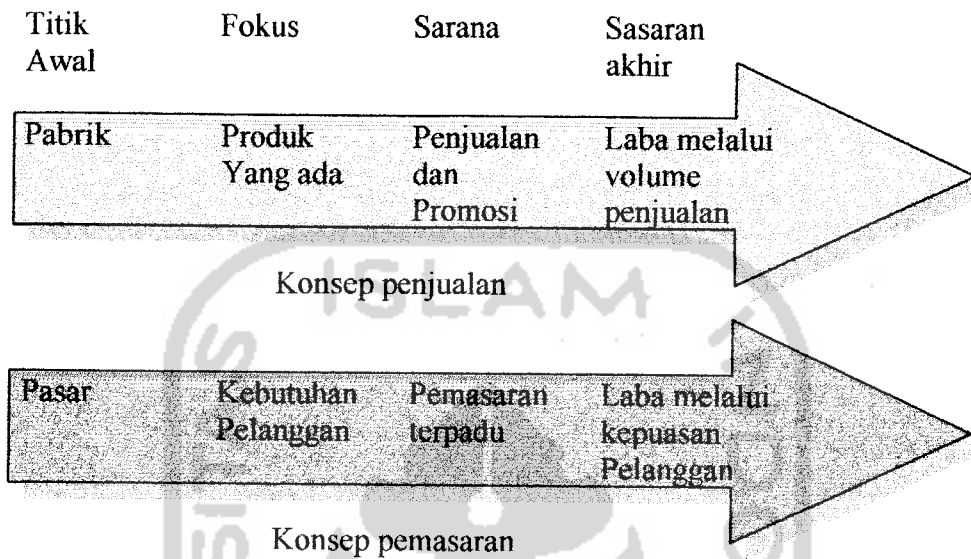 Titik Fokus Sarana Sasaran
Awal akhir
Pabrik Produk Penjualan Laba melalui
Yang ada dan volume
Promosi penjualan
Konsep penjualan
ISLAM
Pasar Kebutuhan Pemasaran Laba melalui
Pelanggan terpadu kepuasan
Pelanggan
Konsep pemasaran